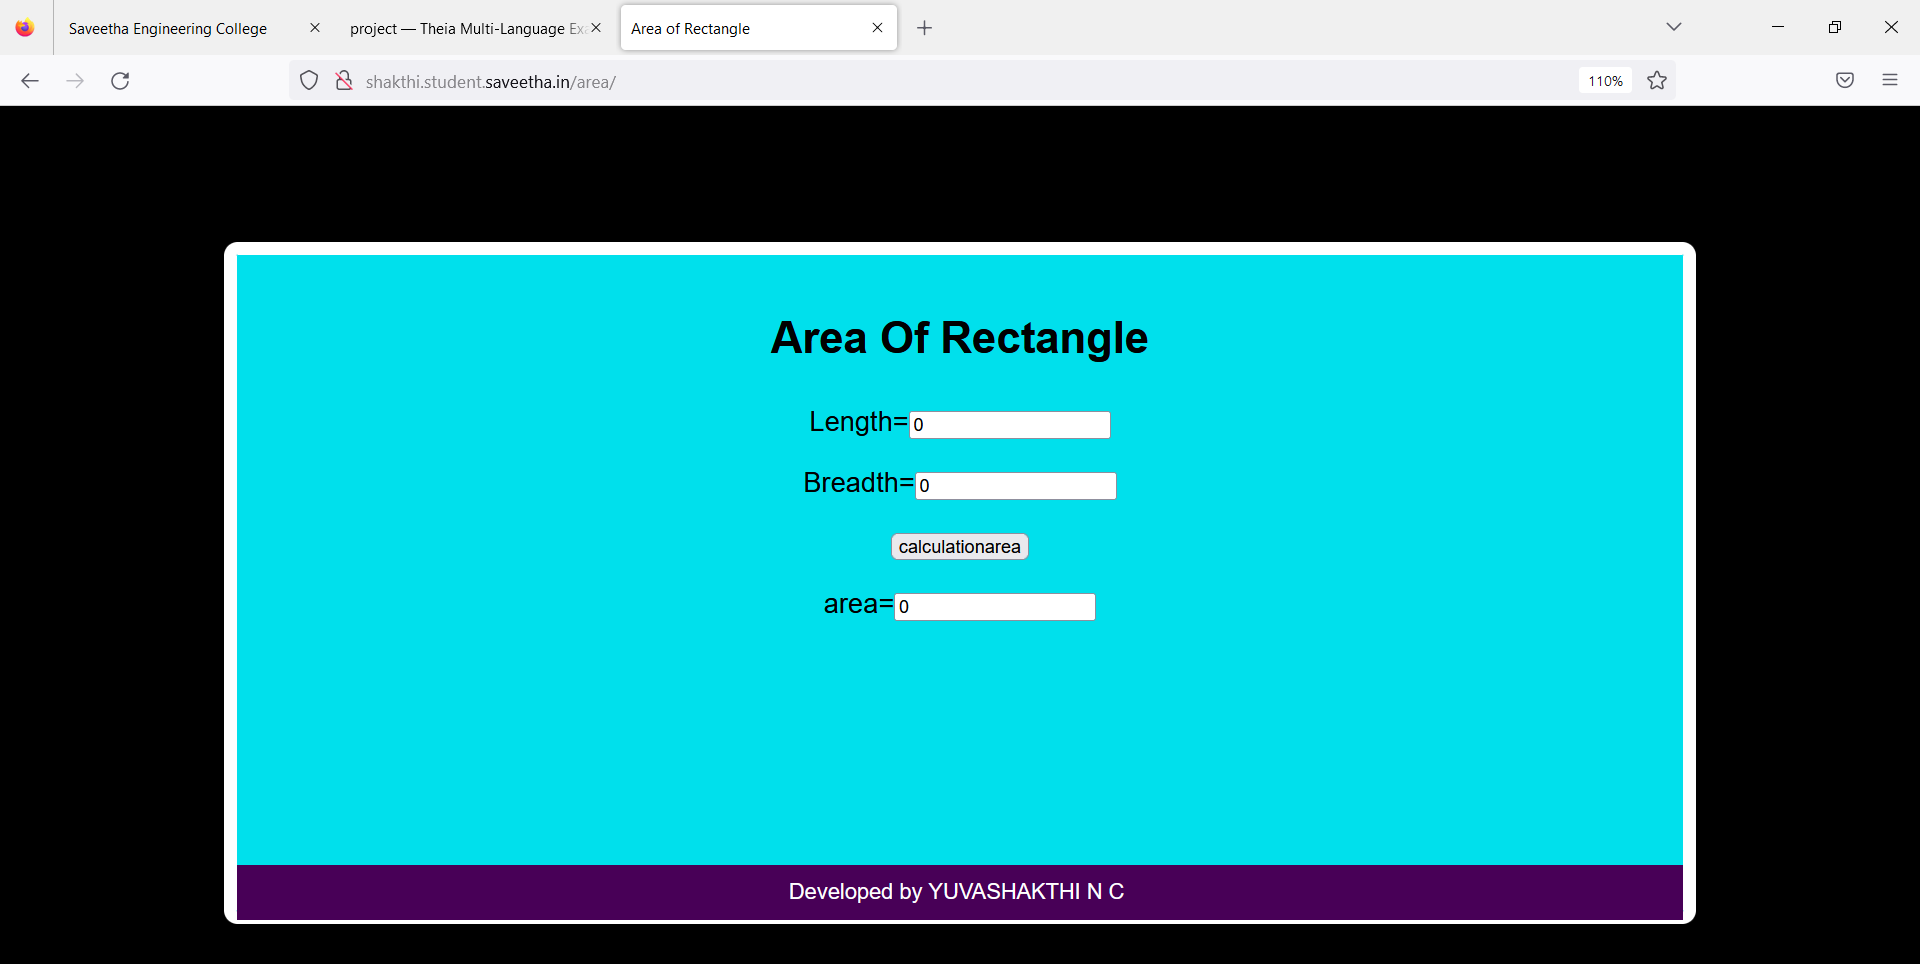 Saveetha Engineering College
project — Theia Multi-Language Exa
Area of Rectangle
shakthi.student.saveetha.in/area/
110%
Area Of Rectangle
Length=0
Breadth=0
calculationarea
area=0
Developed by YUVASHAKTHI N C